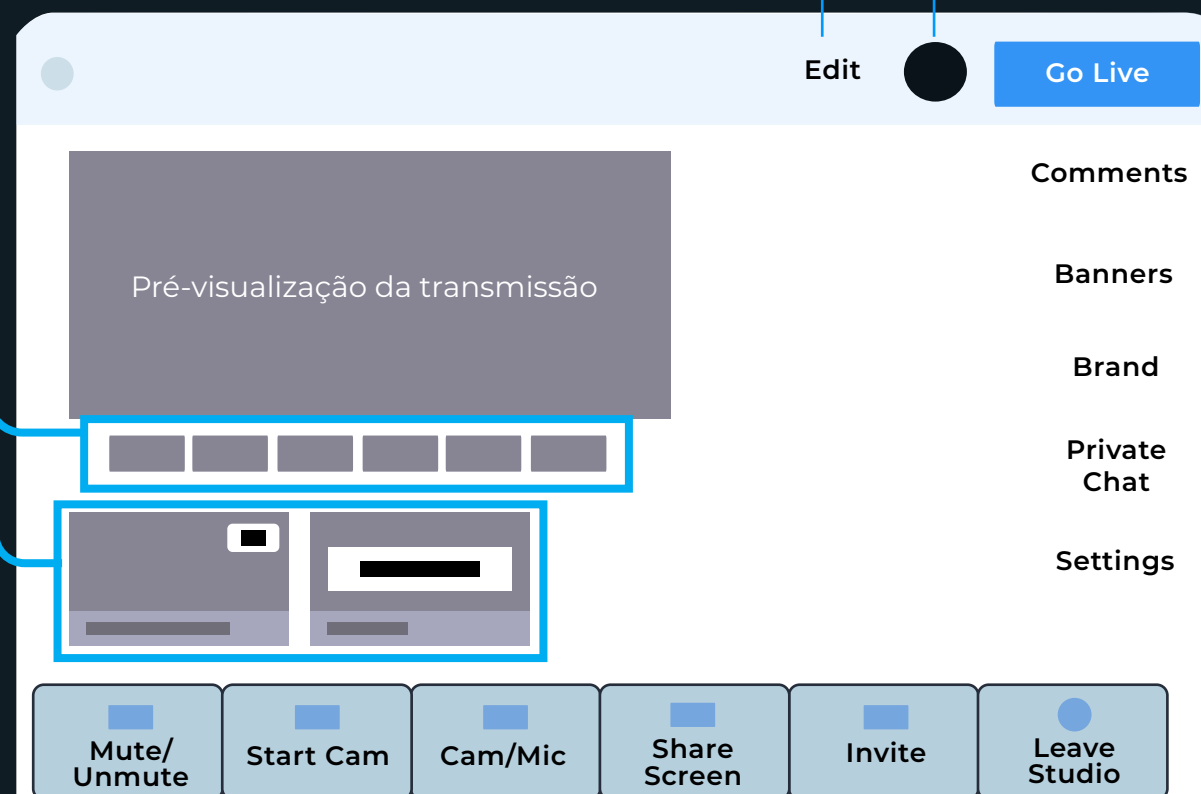 Edit
Go Live
Comments
Pré-visualização da transmissão
Banners
Brand
Private
Chat
Settings
Mute/
Unmute
Start Cam
Cam/Mic
Share
Screen
Invite
Leave
Studio